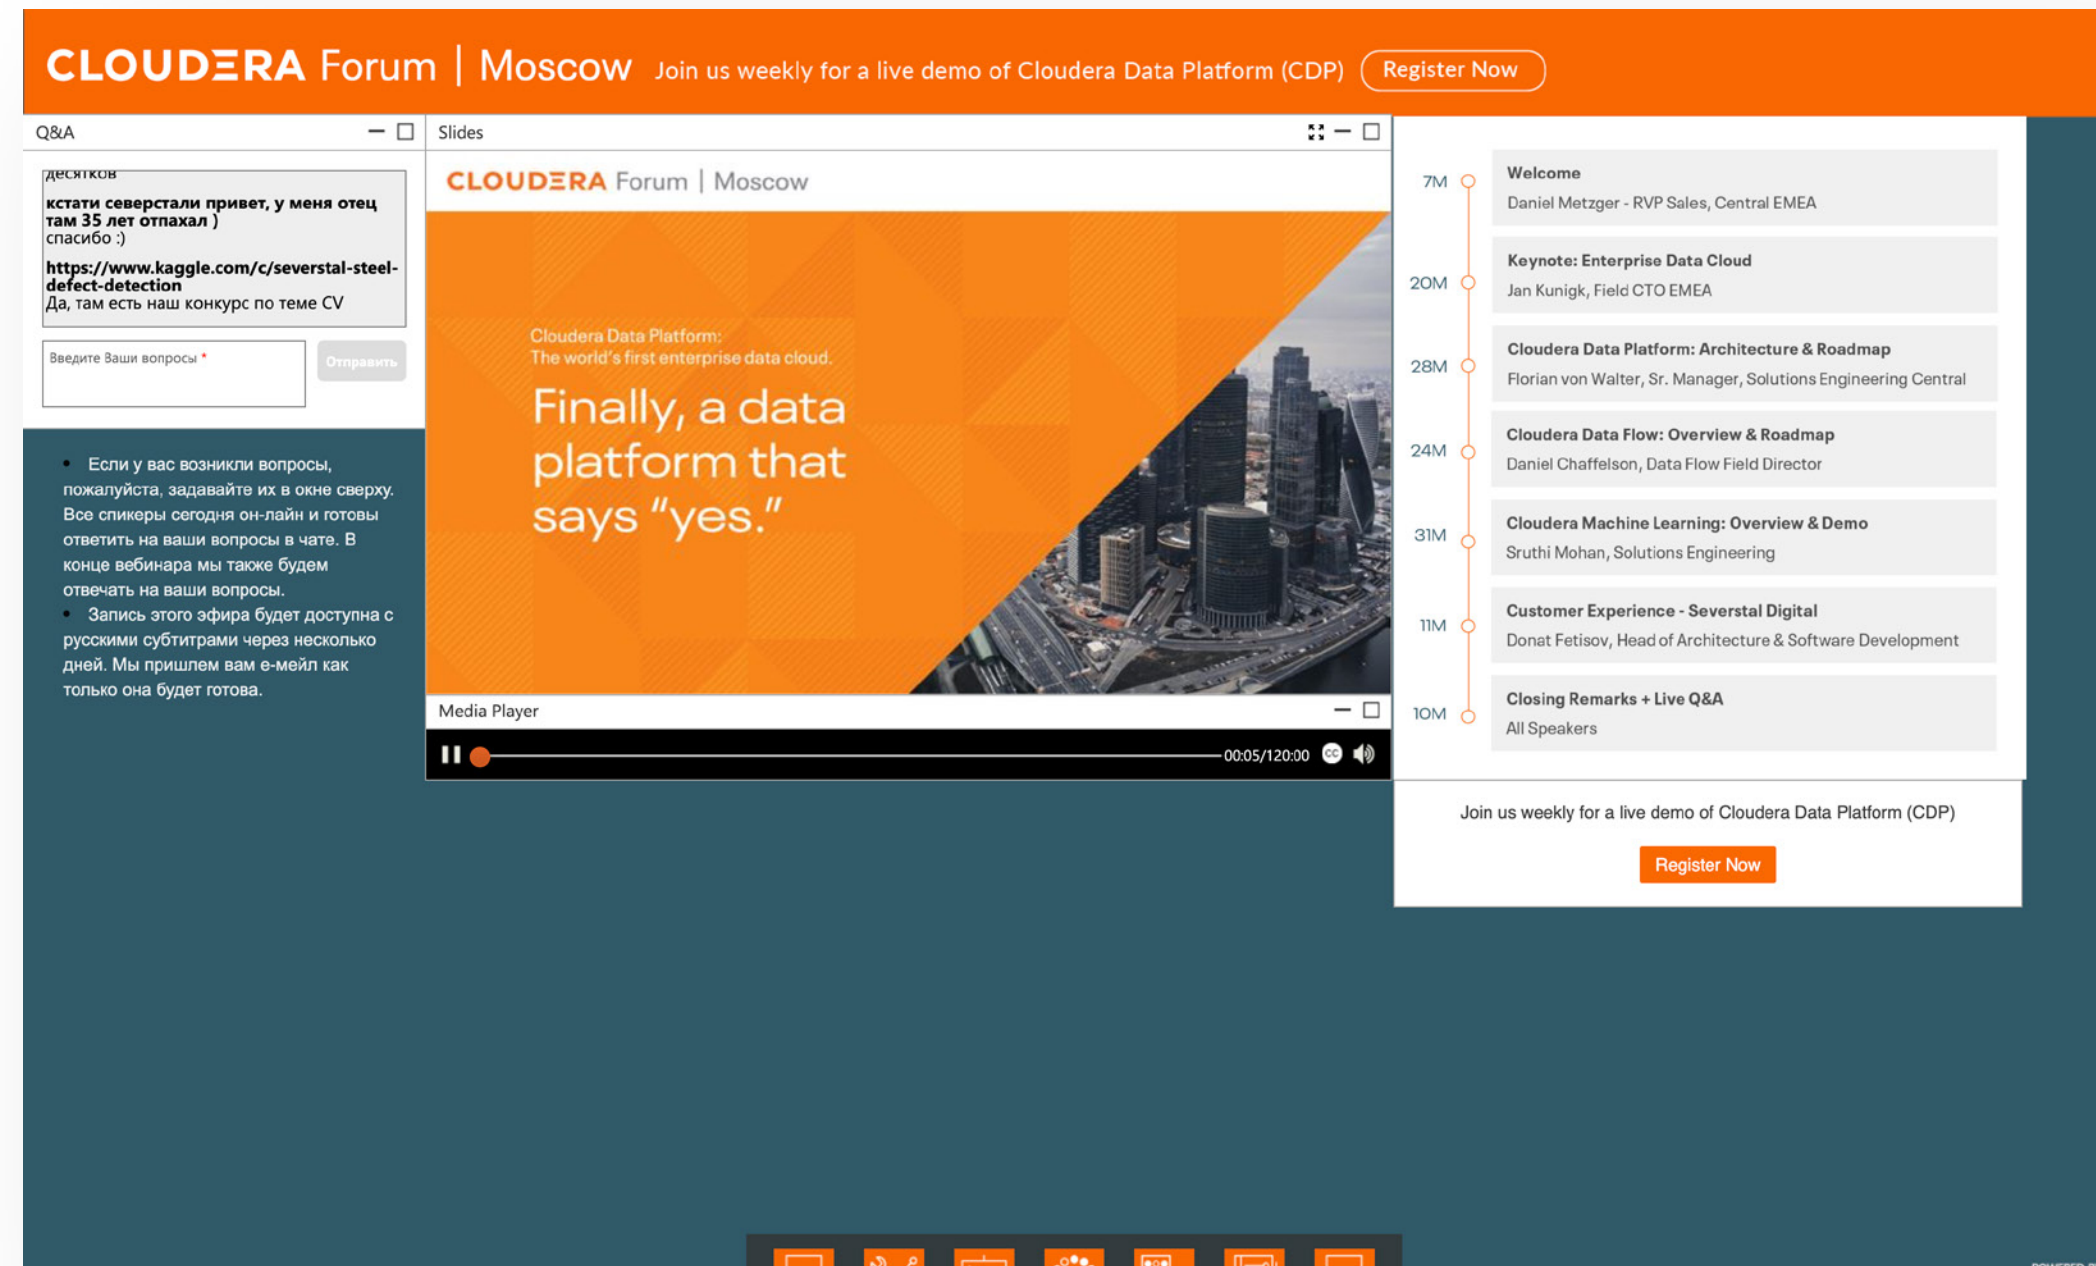 CLOUDERA Forum | Moscow Join us weekly for a live demo of Cloudera Data Platform (CDP) Register Now
Q&A
десятков
кстати северстали привет, у меня отец
там 35 лет отпахал )
спасибо :)
https://www.kaggle.com/c/severstal-steel-
defect-detection
Да, там есть наш конкурс по теме CV
Введите Ваши вопросы *
Отправить
• Если у вас возникли вопросы,
пожалуйста, задавайте их в окне сверху.
Все спикеры сегодня он-лайн и готовы
ответить на ваши вопросы в чате. В
конце вебинара мы также будем
отвечать на ваши вопросы.
• Запись этого эфира будет доступна с
русскими субтитрами через несколько
дней. Мы пришлем вам е-мейл как
только она будет готова.
Slides
CLOUDERA Forum | Moscow
Cloudera Data Platform:
The world's first enterprise data cloud.
Finally, a data
platform that
says "yes."
Media Player
00:05/120:00
CC
7M
Welcome
Daniel Metzger - RVP Sales, Central EMEA
20M
Keynote: Enterprise Data Cloud
Jan Kunigk, Field CTO EMEA
28M
Cloudera Data Platform: Architecture & Roadmap
Florian von Walter, Sr. Manager, Solutions Engineering Central
24M
Cloudera Data Flow: Overview & Roadmap
Daniel Chaffelson, Data Flow Field Director
31M
Cloudera Machine Learning: Overview & Demo
Sruthi Mohan, Solutions Engineering
11M
Customer Experience - Severstal Digital
Donat Fetisov, Head of Architecture & Software Development
10M
Closing Remarks + Live Q&A
All Speakers
Join us weekly for a live demo of Cloudera Data Platform (CDP)
Register Now